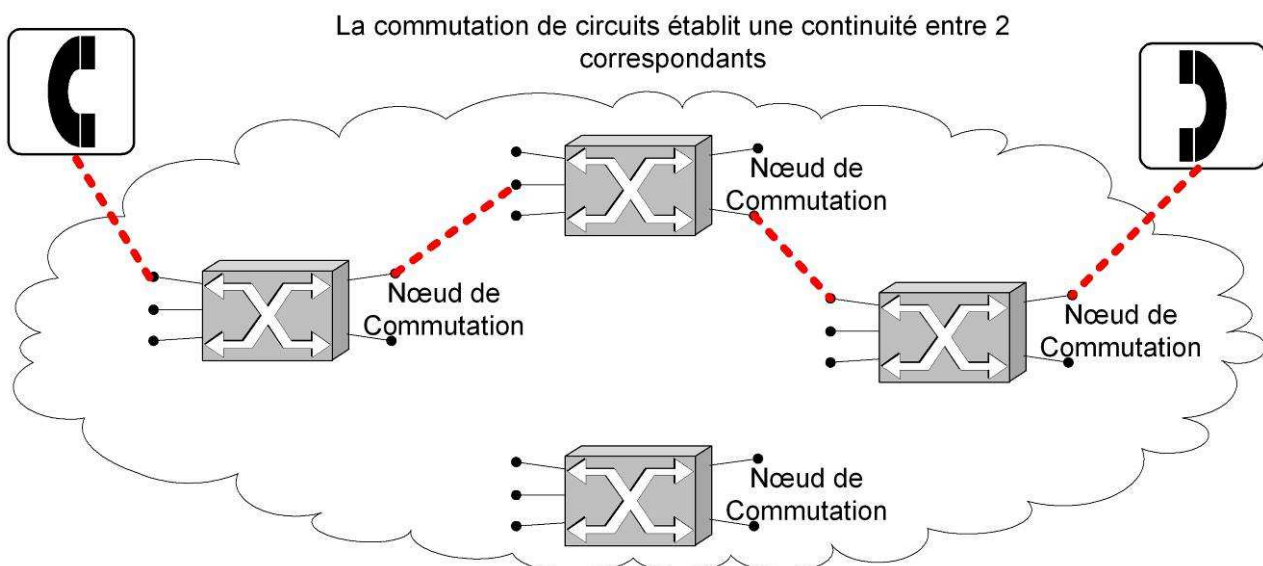 La commutation de circuits établit une continuité entre 2
correspondants
Nœud de
Commutation
Nœud de
Commutation
Nœud de
Commutation
Nœud de
Commutation